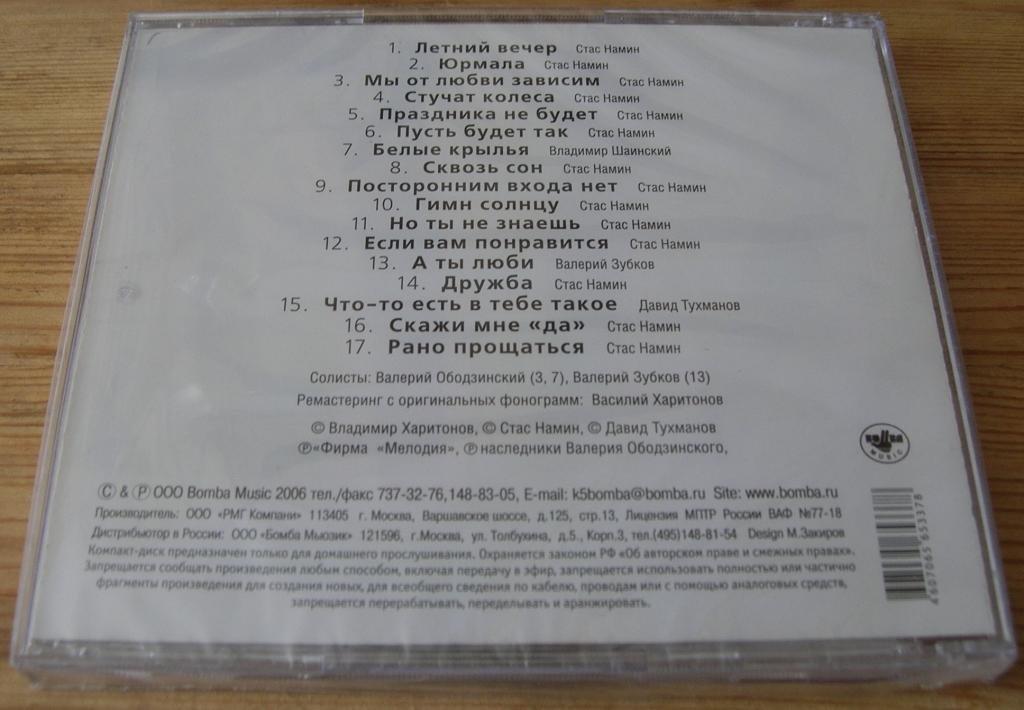 1. Летний вечер Стас Намин
2. Юрмала Стас Намин
3. Мы от любви зависим Стас Намин
4. Стучат колеса Стас Намин
5. Праздника не будет Стас Намин
6. Пусть будет так Стас Намин
7. Белые крылья Владимир Шаинский
8. Сквозь сон Стас Намин
9. Посторонним входа нет Стас Намин
10. Гимн солнцу Стас Намин
11. Но ты не знаешь Стас Намин
12. Если вам понравится Стас Намин
13. А ты люби Валерий Зубков
14. Дружба Стас Намин
15. Что-то есть в тебе такое Давид Тухманов
16. Скажи мне «да» Стас Намин
17. Рано прощаться Стас Намин
Солисты: Валерий Ободзинский (3, 7), Валерий Зубков (13)
Ремастеринг с оригинальных фонограмм: Василий Харитонов
© Владимир Харитонов, © Стас Намин, © Давид Тухманов
℗«Фирма «Мелодия», ℗ наследники Валерия Ободзинского,
BOMBA
MUSIC
© & ℗ ООО Bomba Music 2006 тел./факс 737-32-76,148-83-05, E-mail: k5bomba@bomba.ru Site: www.bomba.ru
Производитель: ООО «РМГ Компани» 113405 г. Москва, Варшавское шоссе, д.125, стр.13, Лицензия МПТР России ВАФ №77-18
Дистрибьютор в России: ООО «Бомба Мьюзик» 121596, г.Москва, ул. Толбухина, д.5., Корп.3, тел.(495)148-81-54 Design М.Закиров
Компакт-диск предназначен только для домашнего прослушивания. Охраняется законом РФ «Об авторском праве и смежных правах».
Запрещается сообщать произведения любым способом, включая передачу в эфир, запрещается использовать полностью или частично
фрагменты произведения для создания новых, для всеобщего сведения по кабелю, проводам или с помощью аналоговых средств,
запрещается перерабатывать, переделывать и аранжировать.
4607065653378